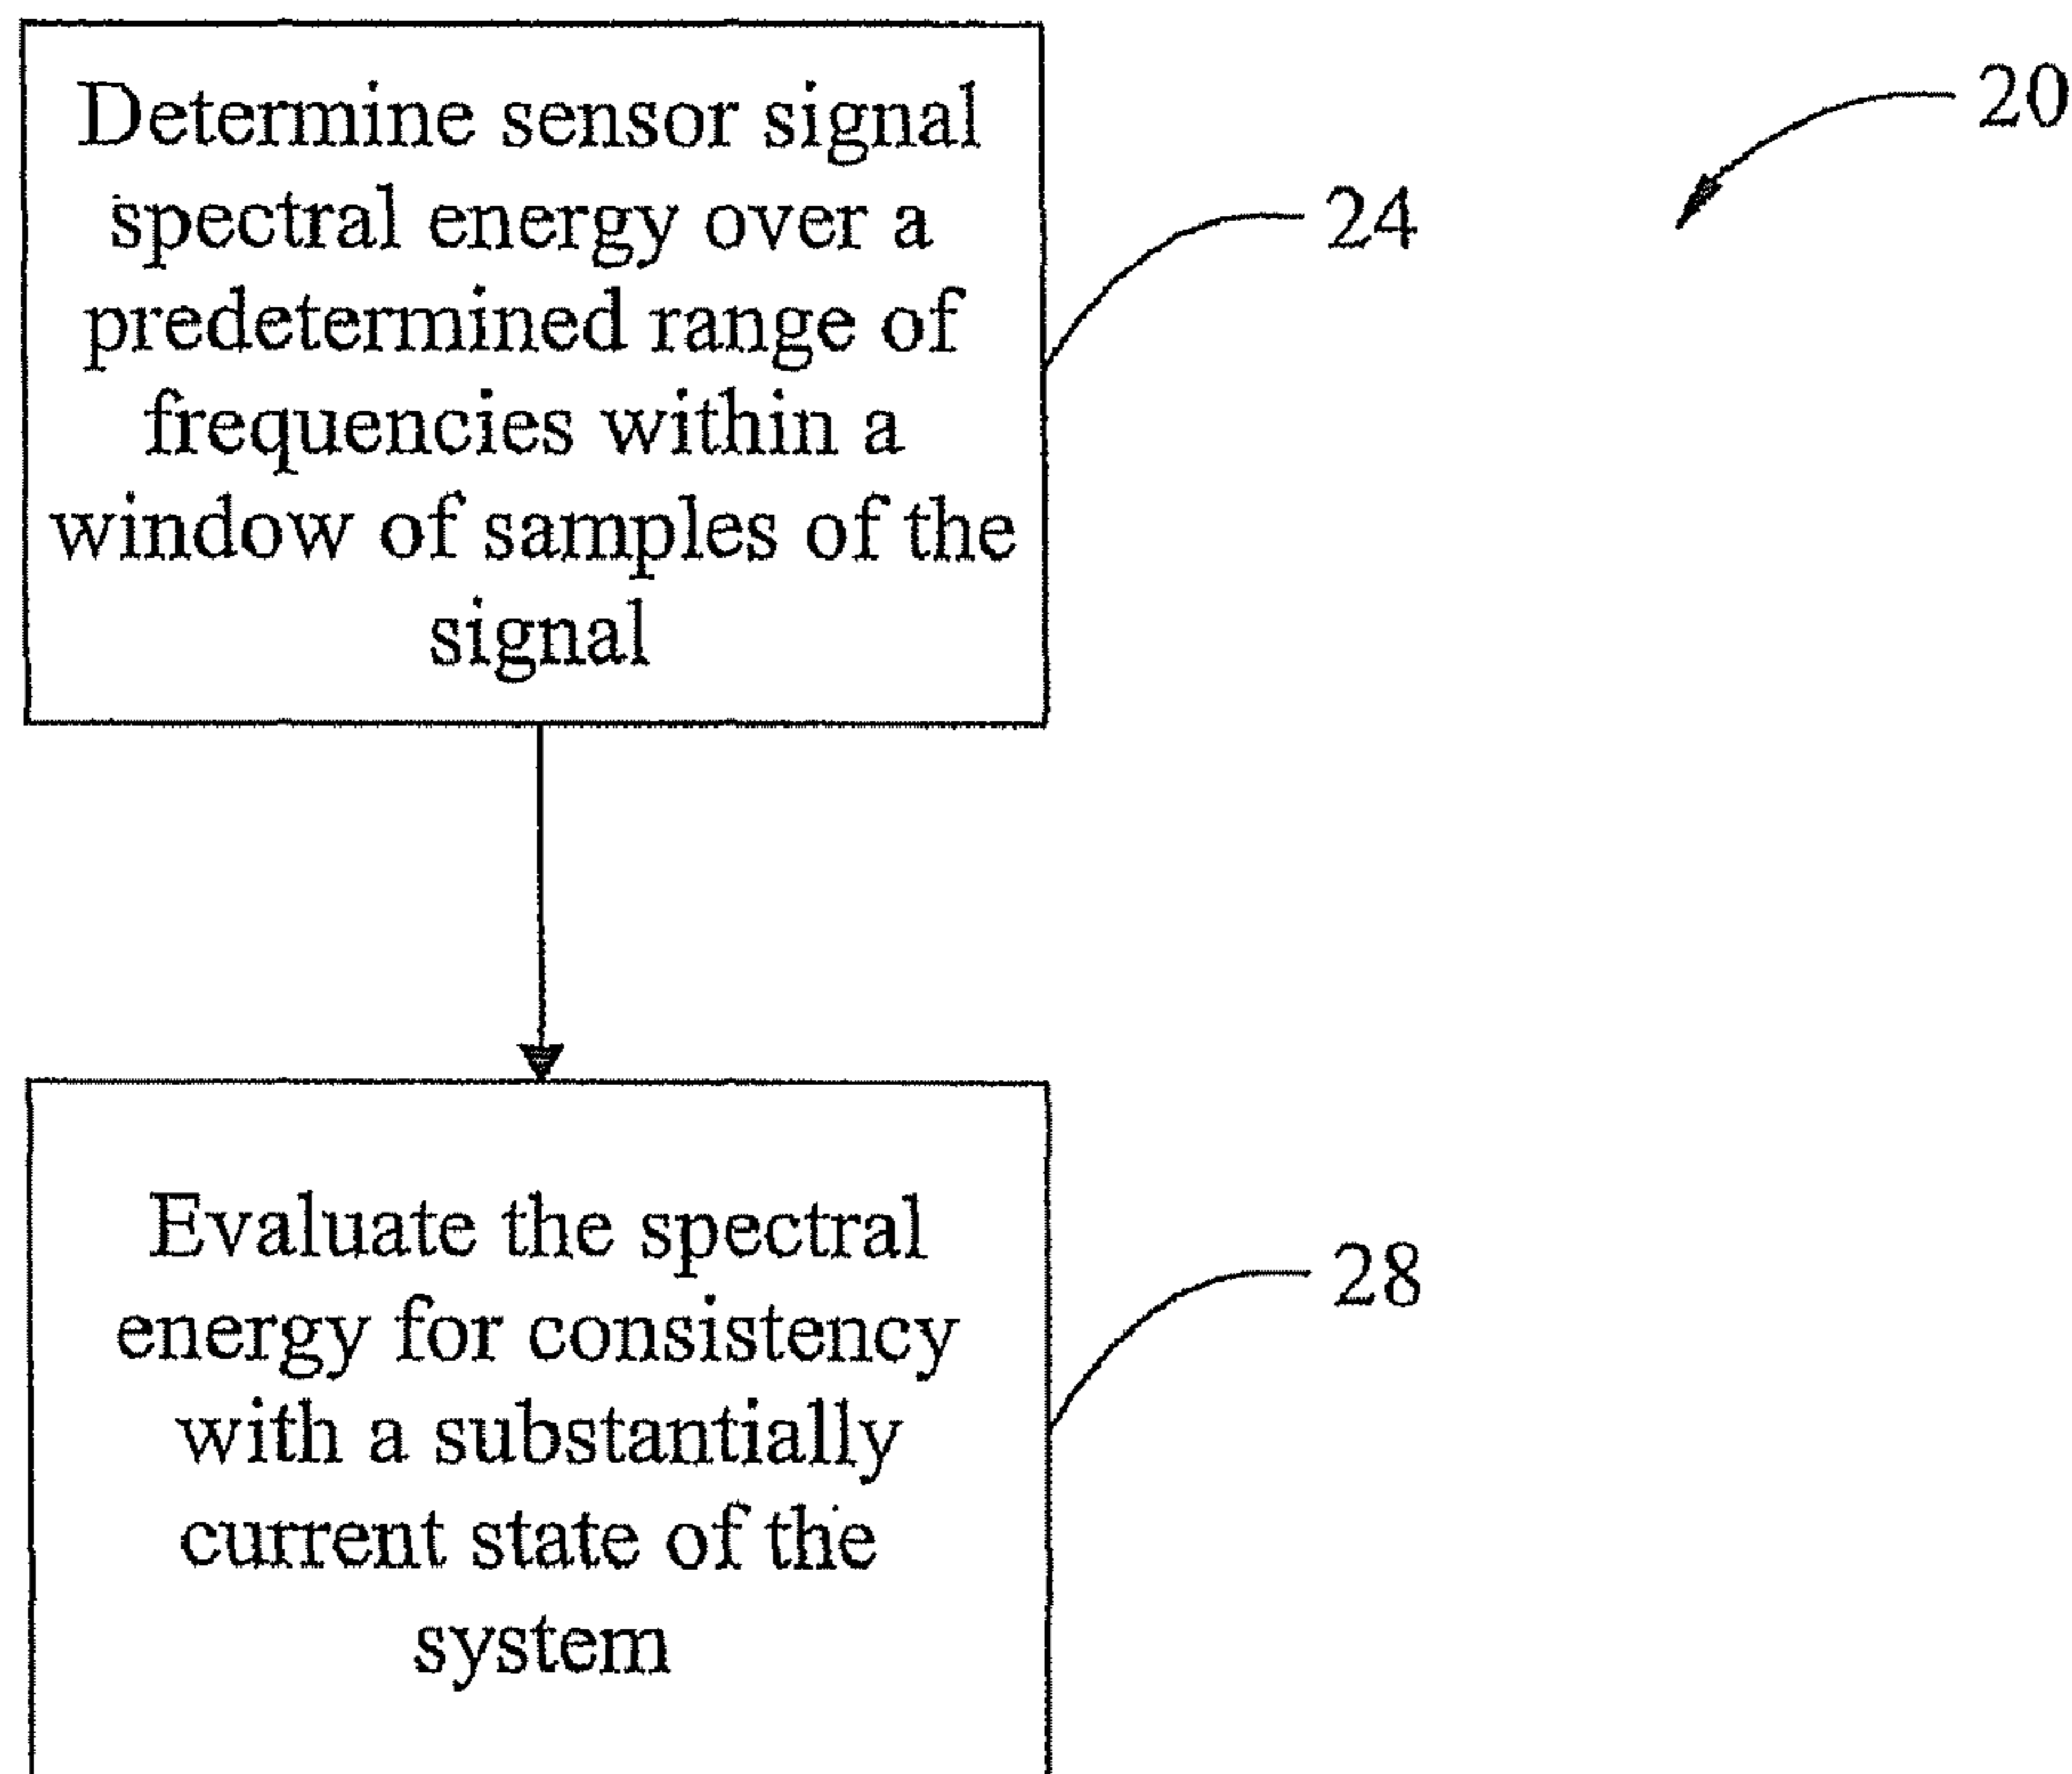 Determine sensor signal
spectral energy over a
predetermined range of
frequencies within a
window of samples of the
signal
20
24
Evaluate the spectral
energy for consistency
with a substantially
current state of the
system
28